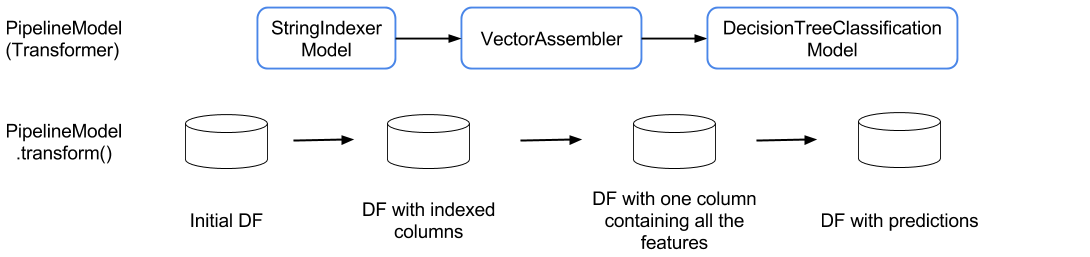 PipelineModel
(Transformer)
StringIndexer
Model
VectorAssembler
DecisionTreeClassification
Model
PipelineModel
.transform()
Initial DF
DF with indexed
columns
DF with one column
containing all the
features
DF with predictions